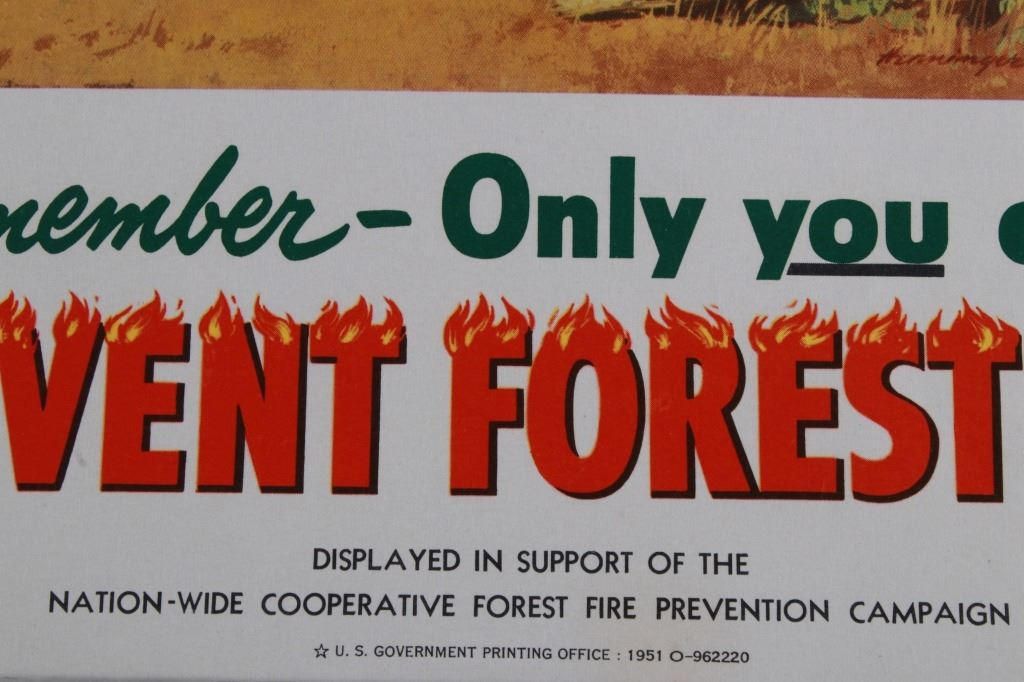 Henninger
member - Only you c
VENT FOREST
DISPLAYED IN SUPPORT OF THE
NATION-WIDE COOPERATIVE FOREST FIRE PREVENTION CAMPAIGN
☆ U. S. GOVERNMENT PRINTING OFFICE : 1951 O-962220